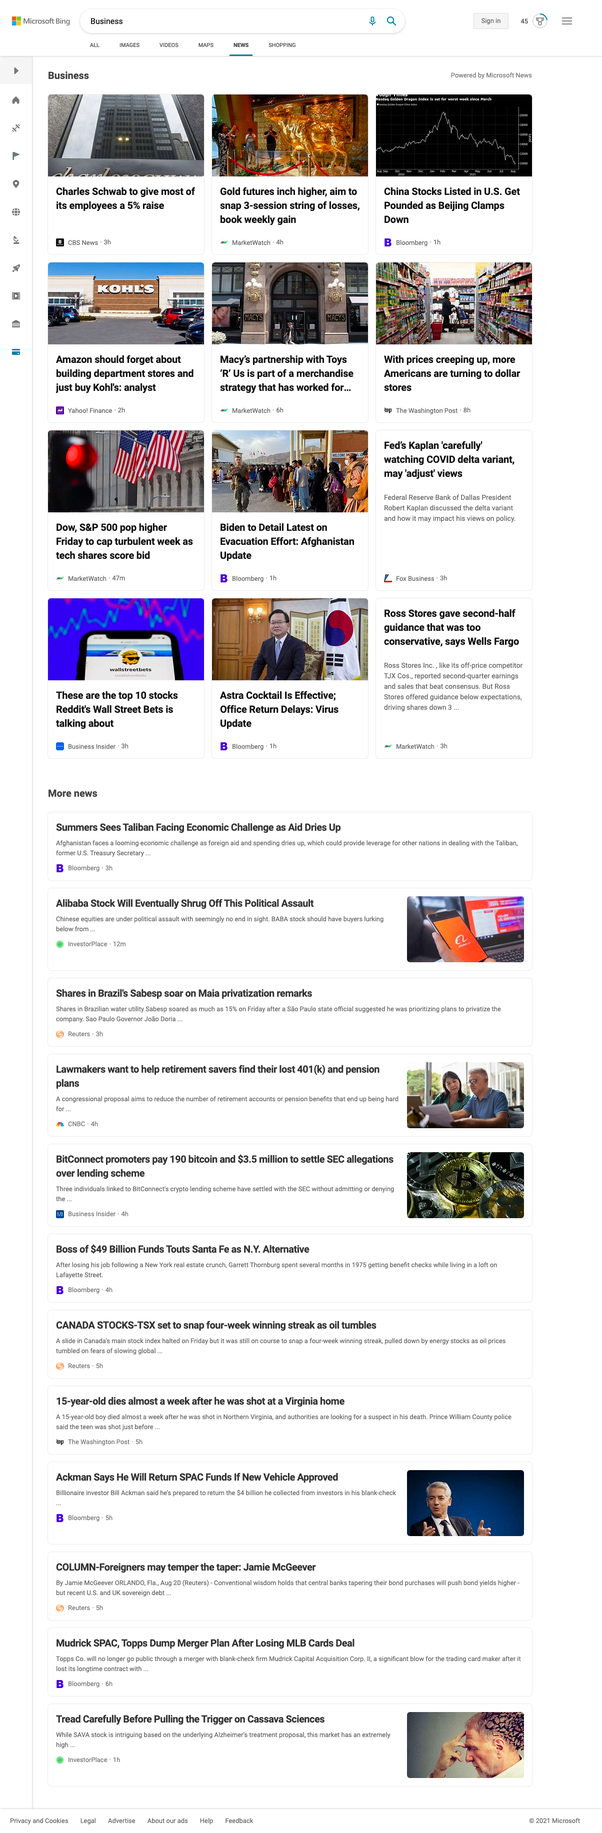 Microsoft Bing
Business
Sign in
45
ALL
IMAGES
VIDEOS
MAPS
NEWS
SHOPPING
Business
Powered by Microsoft News
Charles Schwab to give most of
its employees a 5% raise
CBS News · 3h
Gold futures inch higher, aim to
snap 3-session string of losses,
book weekly gain
MarketWatch · 4h
Nasdaq Golden Dragon Index is set for worst week since March
China Stocks Listed in U.S. Get
Pounded as Beijing Clamps
Down
Bloomberg · 1h
KOHL'S
Amazon should forget about
building department stores and
just buy Kohl's: analyst
Yahoo! Finance · 2h
Macy's partnership with Toys
'R' Us is part of a merchandise
strategy that has worked for...
MarketWatch · 6h
With prices creeping up, more
Americans are turning to dollar
stores
The Washington Post · 8h
Dow, S&P 500 pop higher
Friday to cap turbulent week as
tech shares score bid
MarketWatch · 47m
Biden to Detail Latest on
Evacuation Effort: Afghanistan
Update
Bloomberg · 1h
Fed's Kaplan 'carefully'
watching COVID delta variant,
may 'adjust' views
Federal Reserve Bank of Dallas President
Robert Kaplan discussed the delta variant
and how it may impact his views on policy.
Fox Business · 3h
wallstreetbets
These are the top 10 stocks
Reddit's Wall Street Bets is
talking about
Business Insider · 3h
Astra Cocktail Is Effective;
Office Return Delays: Virus
Update
Bloomberg · 1h
Ross Stores gave second-half
guidance that was too
conservative, says Wells Fargo
Ross Stores Inc. , like its off-price competitor
TJX Cos., reported second-quarter earnings
and sales that beat consensus. But Ross
Stores offered guidance below expectations,
driving shares down 3 ...
MarketWatch · 3h
More news
Summers Sees Taliban Facing Economic Challenge as Aid Dries Up
Afghanistan faces a looming economic challenge as foreign aid and spending dries up, which could provide leverage for other nations in dealing with the Taliban,
former U.S. Treasury Secretary ...
Bloomberg · 3h
Alibaba Stock Will Eventually Shrug Off This Political Assault
Chinese equities are under political assault with seemingly no end in sight. BABA stock should have buyers lurking
below from ...
InvestorPlace · 12m
Shares in Brazil's Sabesp soar on Maia privatization remarks
Shares in Brazilian water utility Sabesp soared as much as 15% on Friday after a São Paulo state official suggested he was prioritizing plans to privatize the
company. Sao Paulo Governor João Doria ...
Reuters · 3h
Lawmakers want to help retirement savers find their lost 401(k) and pension
plans
A congressional proposal aims to reduce the number of retirement accounts or pension benefits that end up being hard
for ...
CNBC · 4h
BitConnect promoters pay 190 bitcoin and $3.5 million to settle SEC allegations
over lending scheme
Three individuals linked to BitConnect's crypto lending scheme have settled with the SEC without admitting or denying
the ...
Business Insider · 4h
Boss of $49 Billion Funds Touts Santa Fe as N.Y. Alternative
After losing his job following a New York real estate crunch, Garrett Thornburg spent several months in 1975 getting benefit checks while living in a loft on
Lafayette Street.
Bloomberg · 4h
CANADA STOCKS-TSX set to snap four-week winning streak as oil tumbles
A slide in Canada's main stock index halted on Friday but it was still on course to snap a four-week winning streak, pulled down by energy stocks as oil prices
tumbled on fears of slowing global ...
Reuters · 5h
15-year-old dies almost a week after he was shot at a Virginia home
A 15-year-old boy died almost a week after he was shot in Northern Virginia, and authorities are looking for a suspect in his death. Prince William County police
said the teen was shot just before ...
The Washington Post · 5h
Ackman Says He Will Return SPAC Funds If New Vehicle Approved
Billionaire investor Bill Ackman said he's prepared to return the $4 billion he collected from investors in his blank-check
...
Bloomberg · 5h
COLUMN-Foreigners may temper the taper: Jamie McGeever
By Jamie McGeever ORLANDO, Fla., Aug 20 (Reuters) - Conventional wisdom holds that central banks tapering their bond purchases will push bond yields higher -
but recent U.S. and UK sovereign debt ...
Reuters · 5h
Mudrick SPAC, Topps Dump Merger Plan After Losing MLB Cards Deal
Topps Co. will no longer go public through a merger with blank-check firm Mudrick Capital Acquisition Corp. II, a significant blow for the trading card maker after it
lost its longtime contract with ...
Bloomberg · 6h
Tread Carefully Before Pulling the Trigger on Cassava Sciences
While SAVA stock is intriguing based on the underlying Alzheimer's treatment proposal, this market has an extremely
high ...
InvestorPlace · 1h
Privacy and Cookies
Legal
Advertise
About our ads
Help
Feedback
© 2021 Microsoft